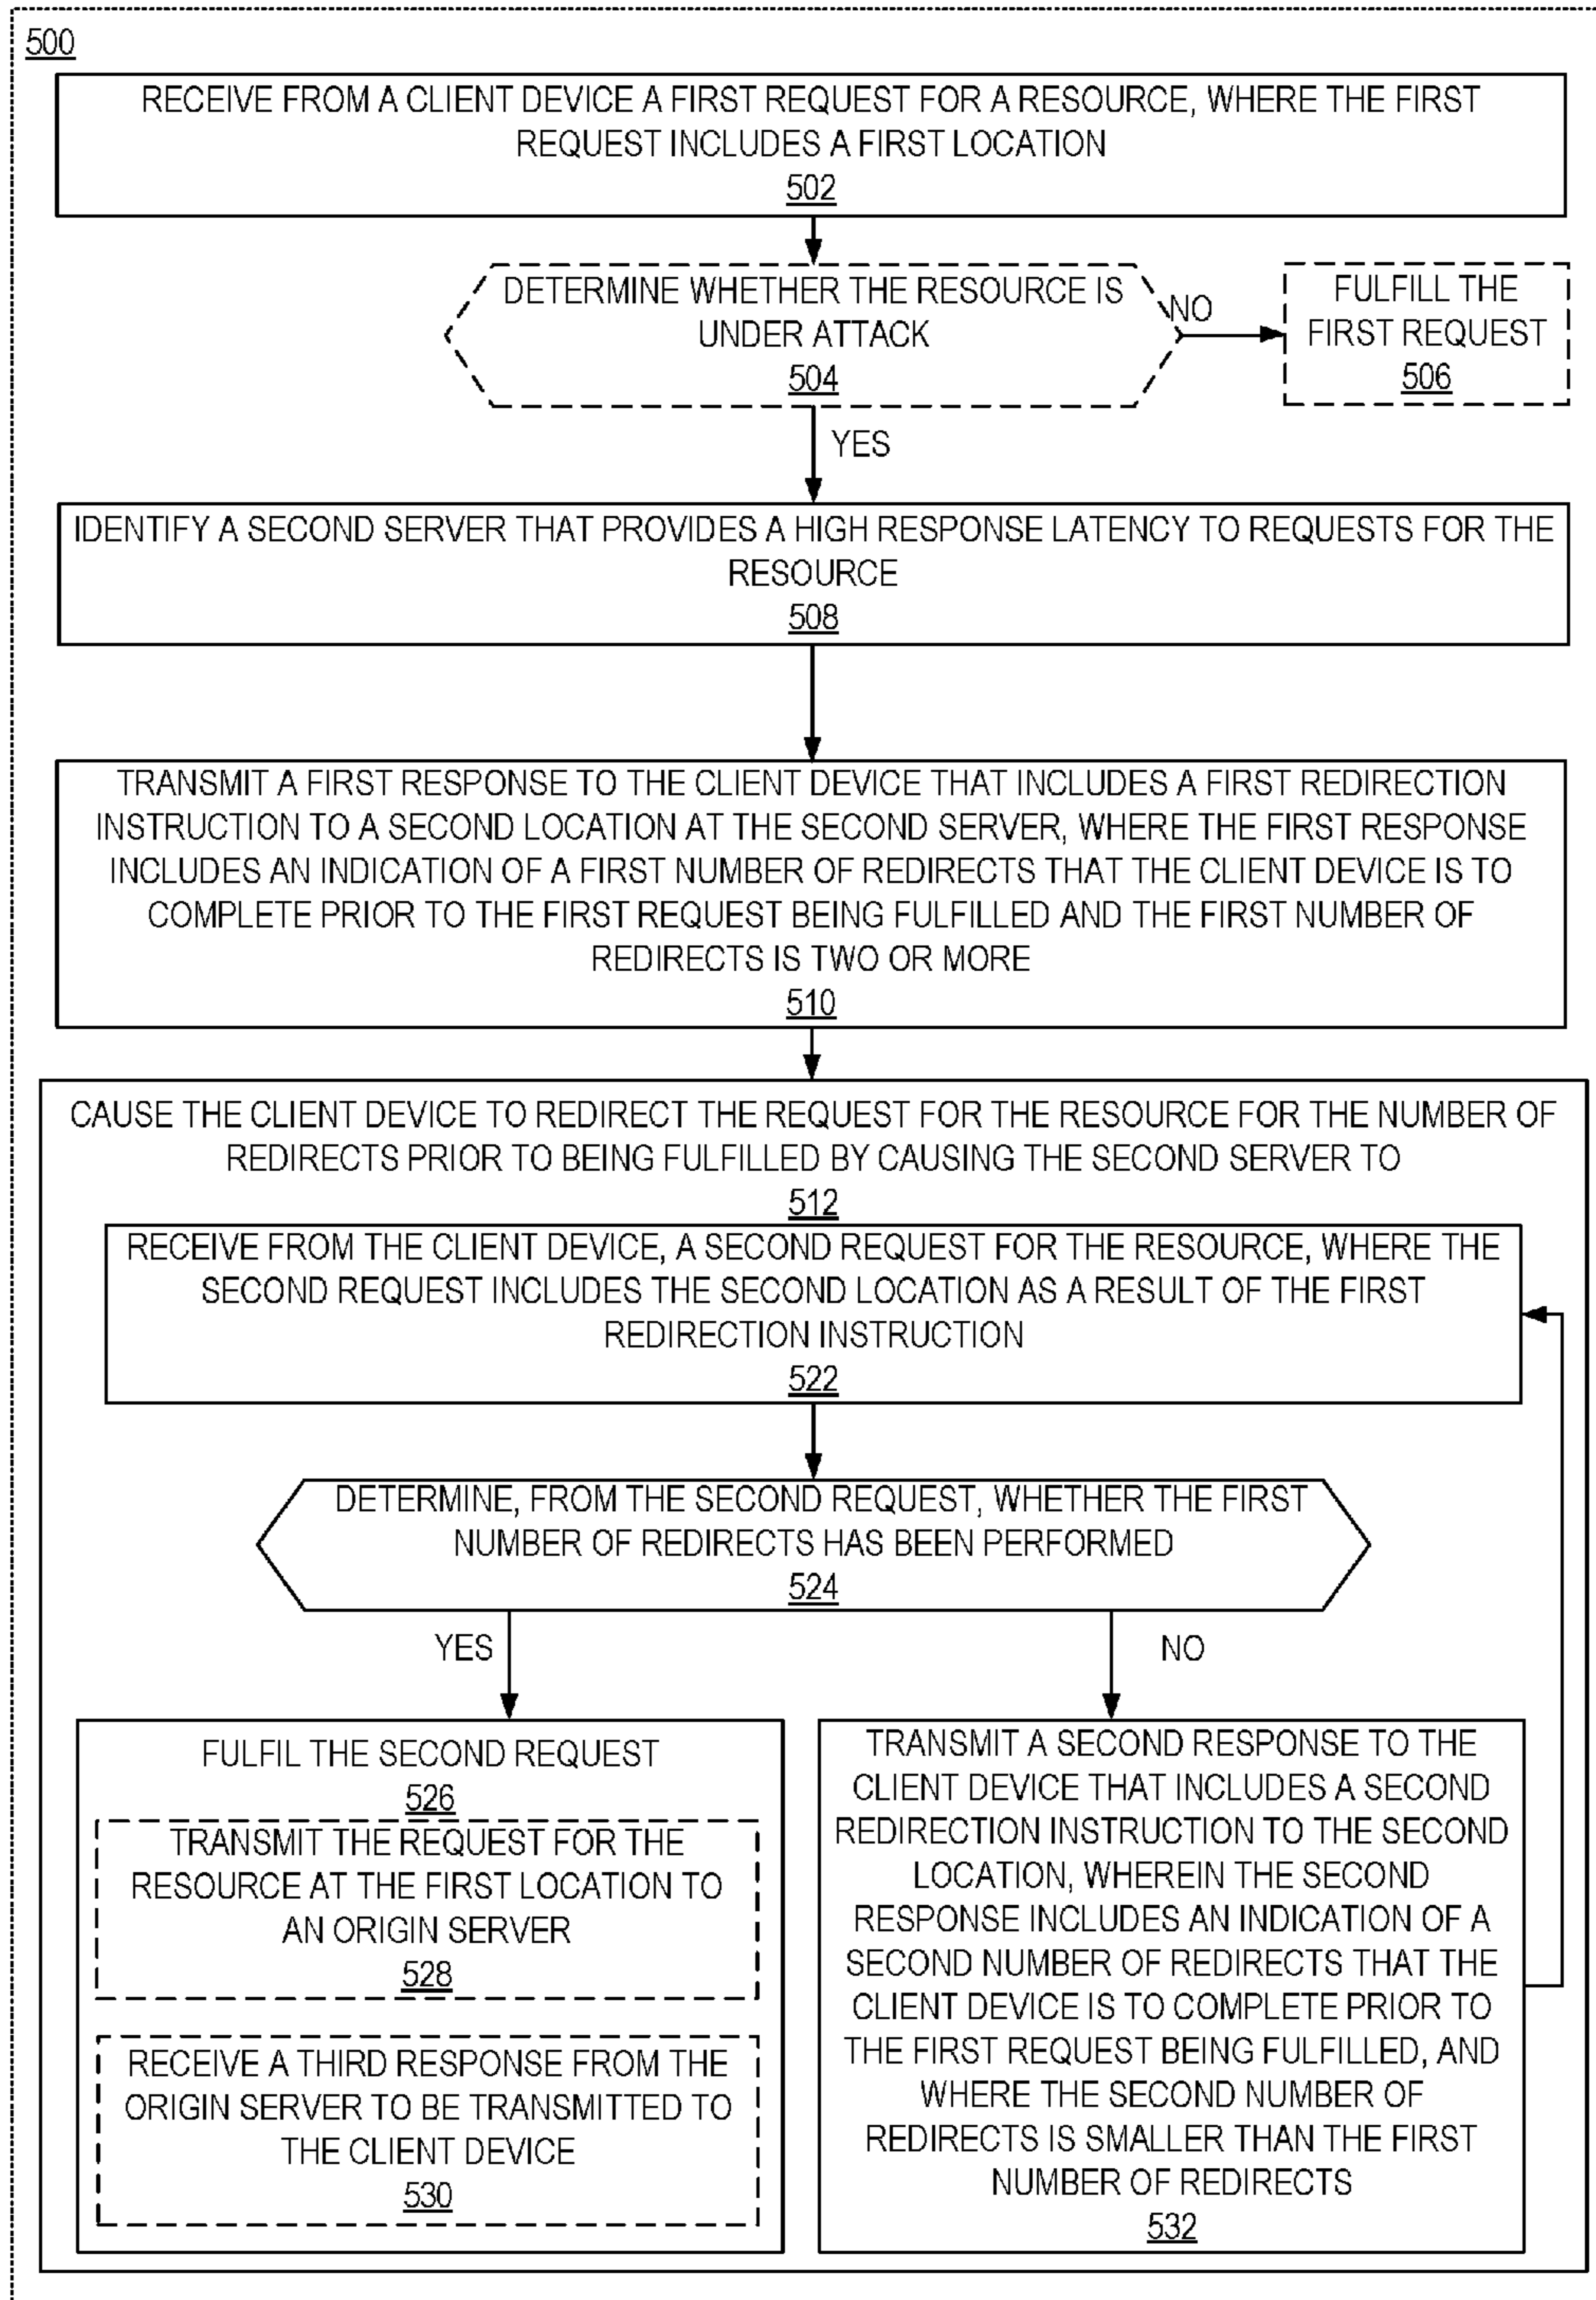 500
RECEIVE FROM A CLIENT DEVICE A FIRST REQUEST FOR A RESOURCE, WHERE THE FIRST
REQUEST INCLUDES A FIRST LOCATION
502
DETERMINE WHETHER THE RESOURCE IS
UNDER ATTACK
504
NO
FULFILL THE
FIRST REQUEST
506
YES
IDENTIFY A SECOND SERVER THAT PROVIDES A HIGH RESPONSE LATENCY TO REQUESTS FOR THE
RESOURCE
508
TRANSMIT A FIRST RESPONSE TO THE CLIENT DEVICE THAT INCLUDES A FIRST REDIRECTION
INSTRUCTION TO A SECOND LOCATION AT THE SECOND SERVER, WHERE THE FIRST RESPONSE
INCLUDES AN INDICATION OF A FIRST NUMBER OF REDIRECTS THAT THE CLIENT DEVICE IS TO
COMPLETE PRIOR TO THE FIRST REQUEST BEING FULFILLED AND THE FIRST NUMBER OF
REDIRECTS IS TWO OR MORE
510
CAUSE THE CLIENT DEVICE TO REDIRECT THE REQUEST FOR THE RESOURCE FOR THE NUMBER OF
REDIRECTS PRIOR TO BEING FULFILLED BY CAUSING THE SECOND SERVER TO
512
RECEIVE FROM THE CLIENT DEVICE, A SECOND REQUEST FOR THE RESOURCE, WHERE THE
SECOND REQUEST INCLUDES THE SECOND LOCATION AS A RESULT OF THE FIRST
REDIRECTION INSTRUCTION
522
DETERMINE, FROM THE SECOND REQUEST, WHETHER THE FIRST
NUMBER OF REDIRECTS HAS BEEN PERFORMED
524
YES
NO
FULFIL THE SECOND REQUEST
526
TRANSMIT THE REQUEST FOR THE
RESOURCE AT THE FIRST LOCATION TO
AN ORIGIN SERVER
528
RECEIVE A THIRD RESPONSE FROM THE
ORIGIN SERVER TO BE TRANSMITTED TO
THE CLIENT DEVICE
530
TRANSMIT A SECOND RESPONSE TO THE
CLIENT DEVICE THAT INCLUDES A SECOND
REDIRECTION INSTRUCTION TO THE SECOND
LOCATION, WHEREIN THE SECOND
RESPONSE INCLUDES AN INDICATION OF A
SECOND NUMBER OF REDIRECTS THAT THE
CLIENT DEVICE IS TO COMPLETE PRIOR TO
THE FIRST REQUEST BEING FULFILLED, AND
WHERE THE SECOND NUMBER OF
REDIRECTS IS SMALLER THAN THE FIRST
NUMBER OF REDIRECTS
532